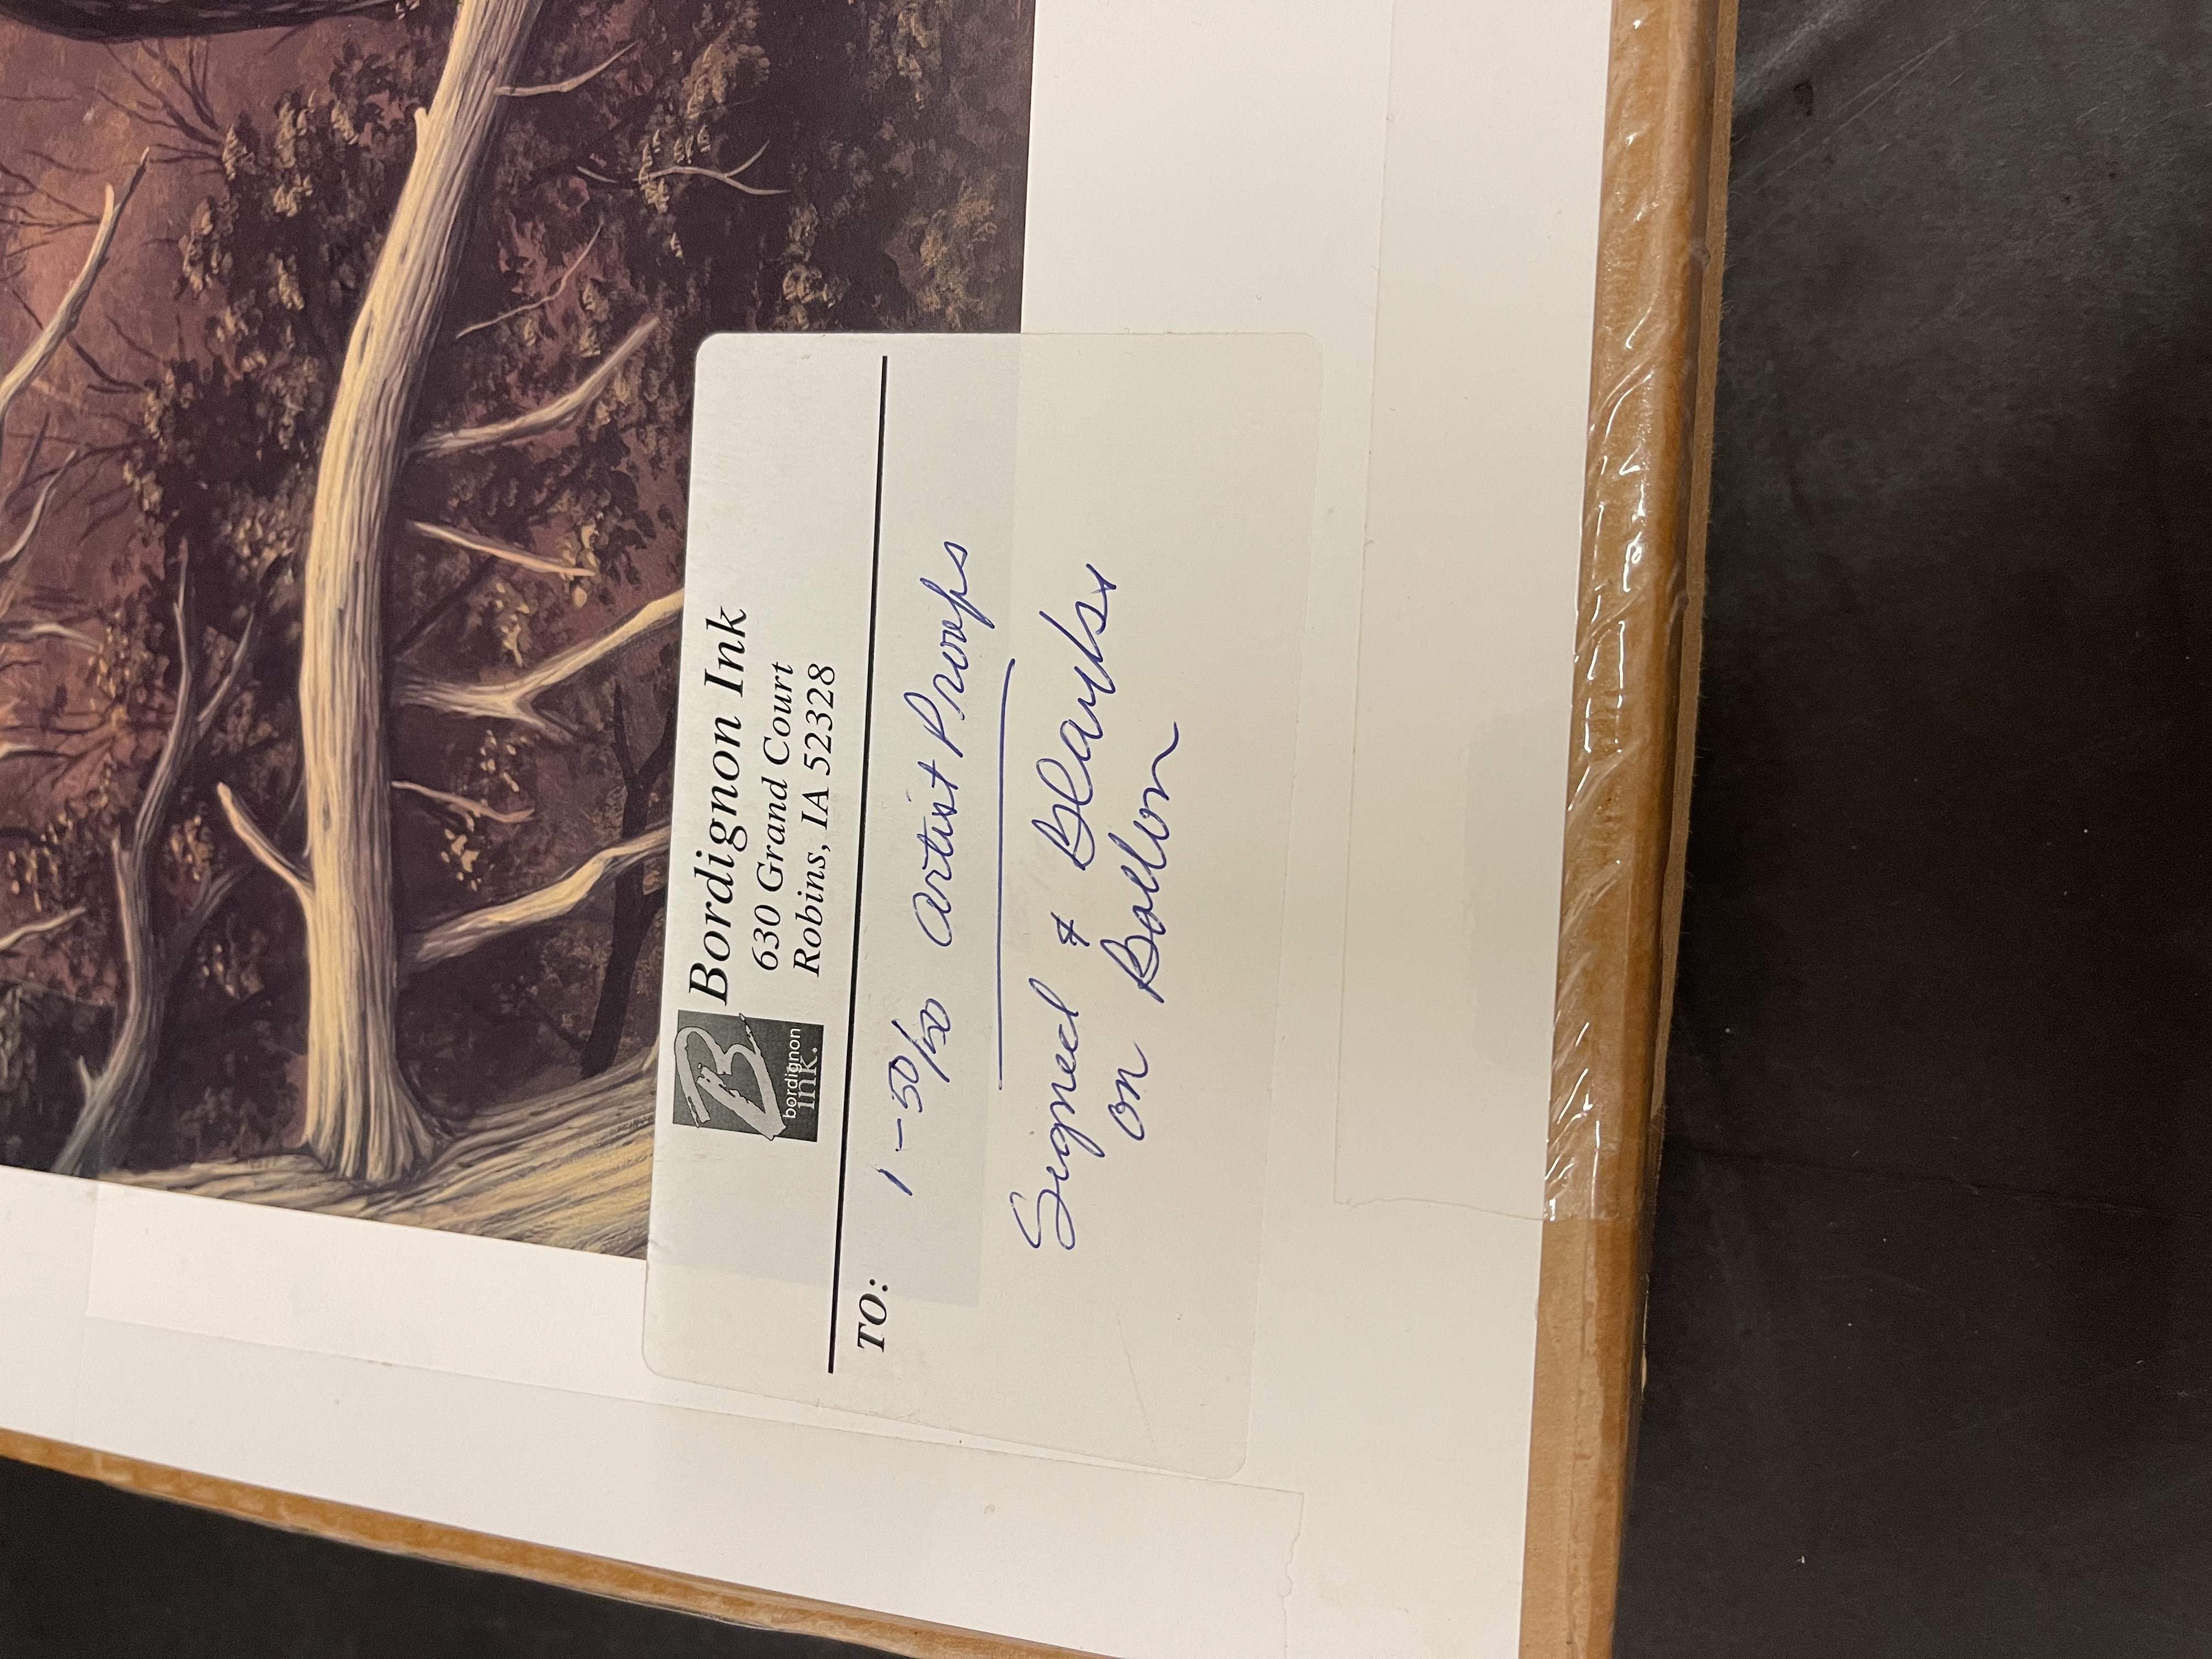 Bordignon Ink
630 Grand Court
Robins, IA 52328
B
bordignon
ink.
TO:
1-50/50 Artist Proofs
Signed & Blanks
on Bottom